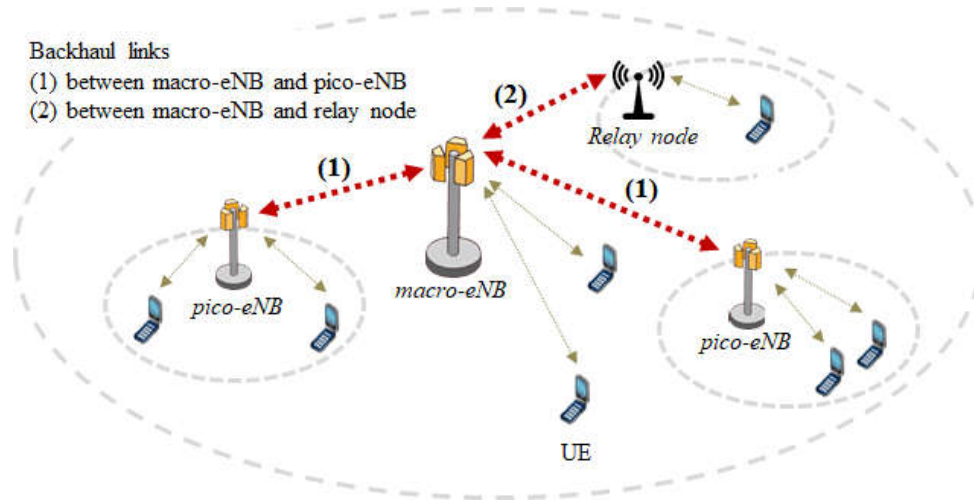 Backhaul links
(1) between macro-eNB and pico-eNB
(2) between macro-eNB and relay node
(2)
Relay node
(1)
(1)
macro-eNB
pico-eNB
pico-eNB
UE